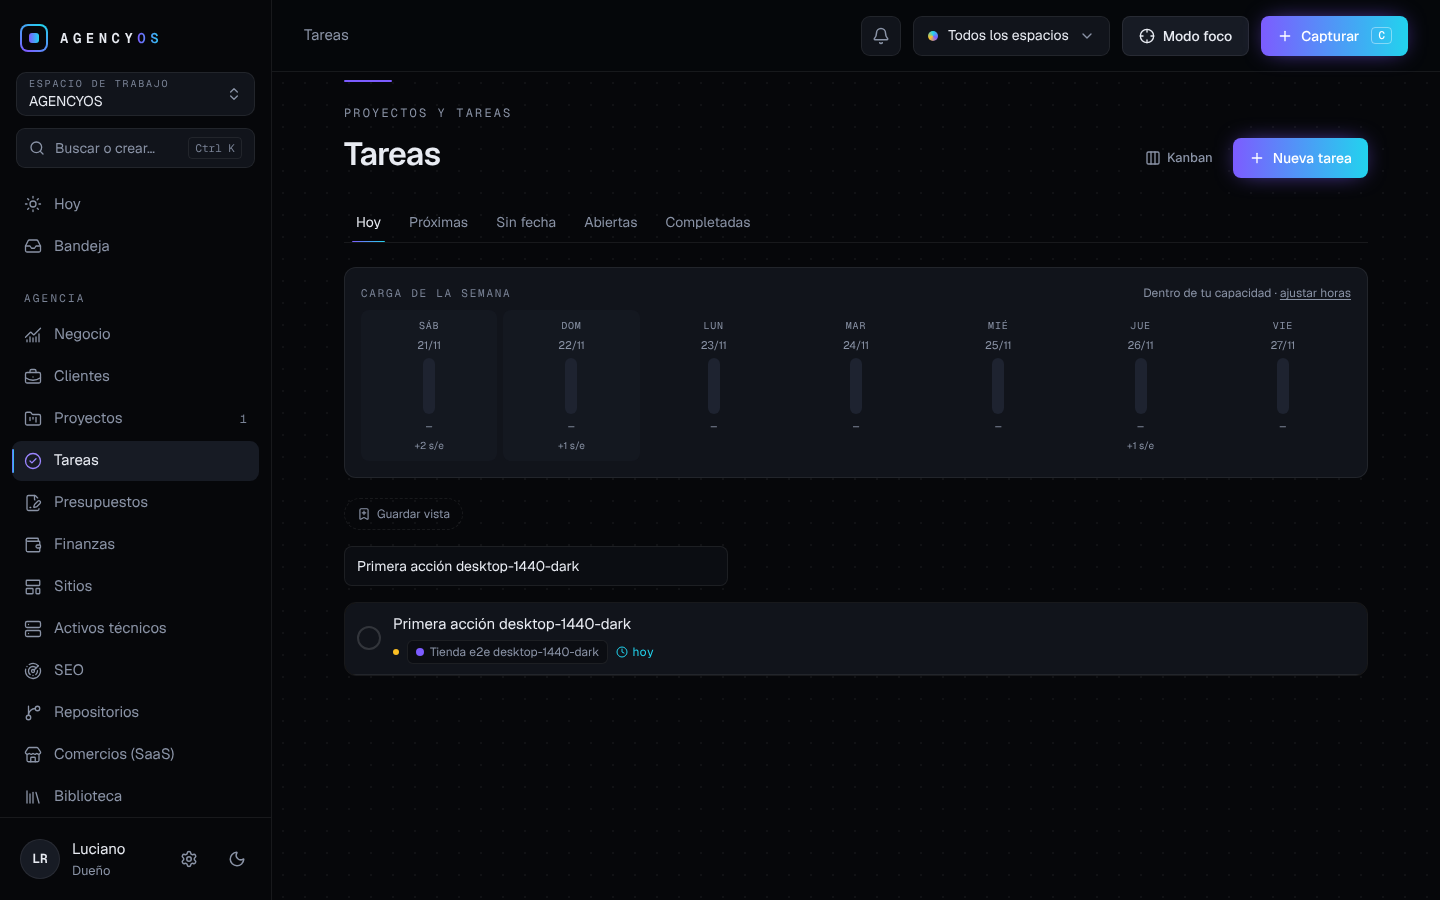 AGENCYOS
ESPACIO DE TRABAJO
AGENCYOS
Buscar o crear... Ctrl K
Hoy
Bandeja
AGENCIA
Negocio
Clientes
Proyectos 1
Tareas
Presupuestos
Finanzas
Sitios
Activos técnicos
SEO
Repositorios
Comercios (SaaS)
Biblioteca
LR Luciano
Dueño
Tareas
Todos los espacios
Modo foco
Capturar C
PROYECTOS Y TAREAS
Tareas
Kanban
Nueva tarea
Hoy Próximas Sin fecha Abiertas Completadas
CARGA DE LA SEMANA Dentro de tu capacidad · ajustar horas
SÁB DOM LUN MAR MIÉ JUE VIE
21/11 22/11 23/11 24/11 25/11 26/11 27/11
– – – – – – –
+2 s/e +1 s/e +1 s/e
Guardar vista
Primera acción desktop-1440-dark
Primera acción desktop-1440-dark
Tienda e2e desktop-1440-dark hoy